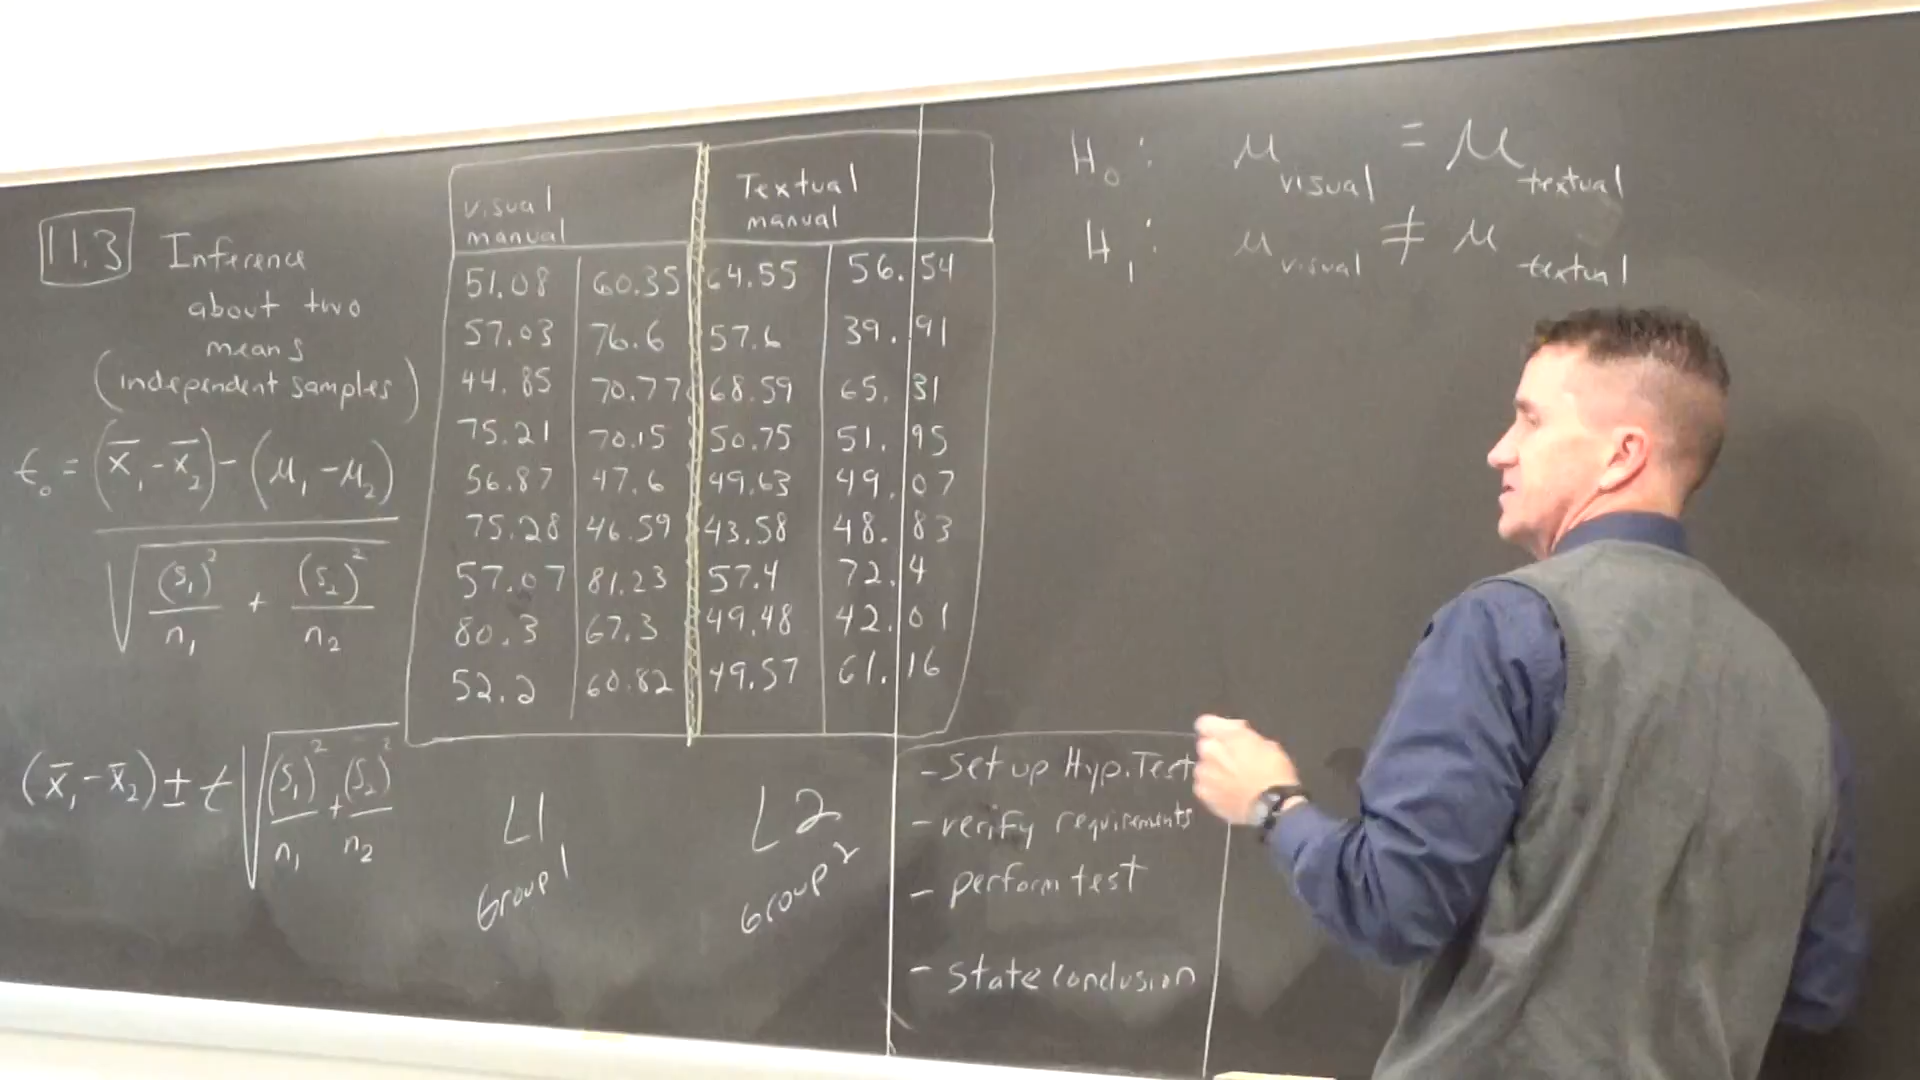 11.3 Inference
about two
means
(independent samples)
t₀ = (x̄₁ - x̄₂) - (μ₁ - μ₂)
√ (s₁)² / n₁ + (s₂)² / n₂
(x̄₁ - x̄₂) ± t √ (s₁)² / n₁ + (s₂)² / n₂
visual manual | Textual manual
51.08 60.35 64.55 56.54
57.03 76.6 57.6 39.91
44.85 70.77 68.59 65.31
75.21 70.15 50.75 51.95
56.87 47.6 49.63 49.07
75.28 46.59 43.58 48.83
57.07 81.23 57.4 72.4
80.3 67.3 49.48 42.01
52.2 60.82 49.57 61.16
L1 L2
Group 1 Group 2
H₀: μ visual = μ textual
H₁: μ visual ≠ μ textual
- Set up Hyp. Test
- verify requirements
- perform test
- State conclusion